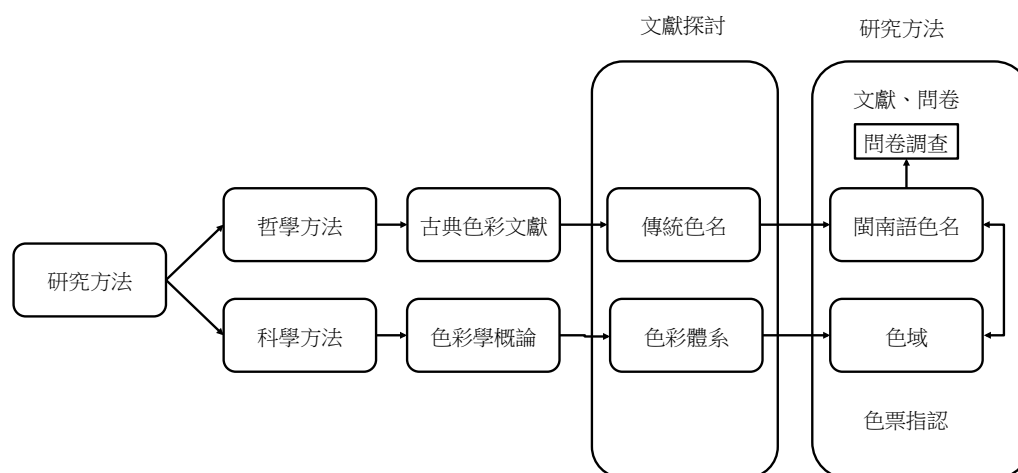 文獻探討
研究方法
文獻、問卷
問卷調查
哲學方法
古典色彩文獻
傳統色名
閩南語色名
研究方法
科學方法
色彩學概論
色彩體系
色域
色票指認